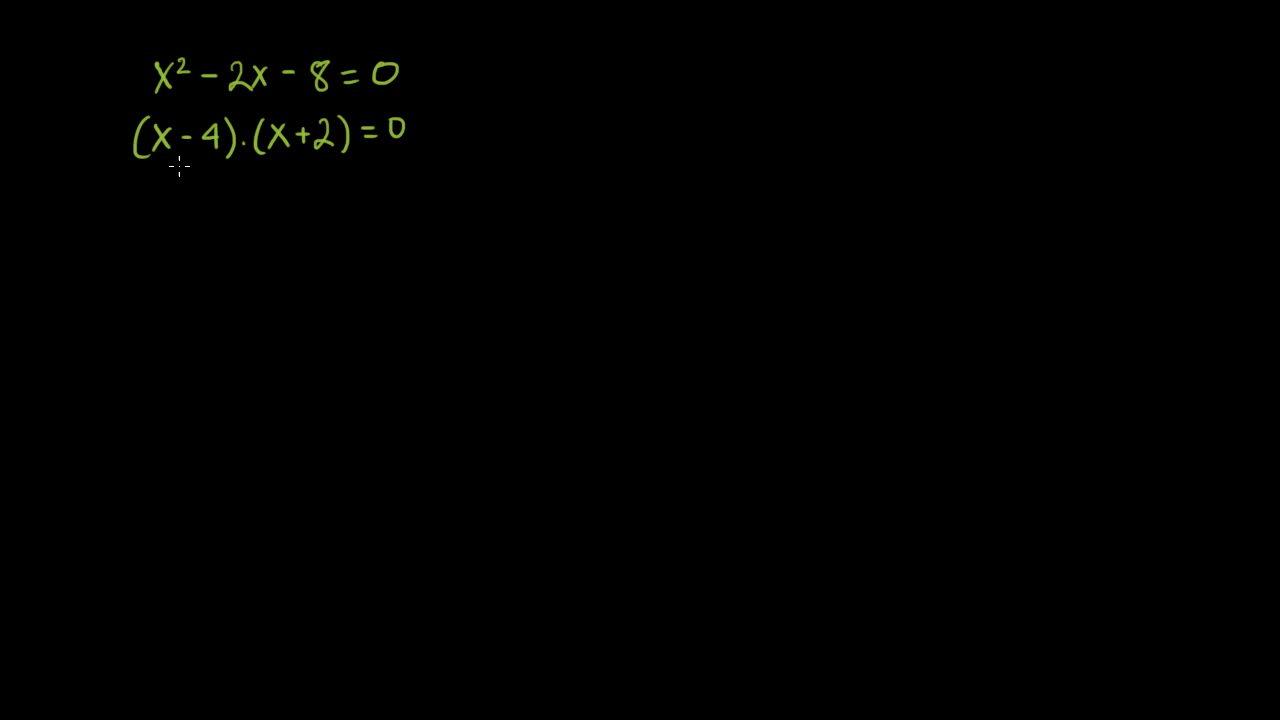 x² - 2x - 8 = 0
(x - 4) · (x + 2) = 0